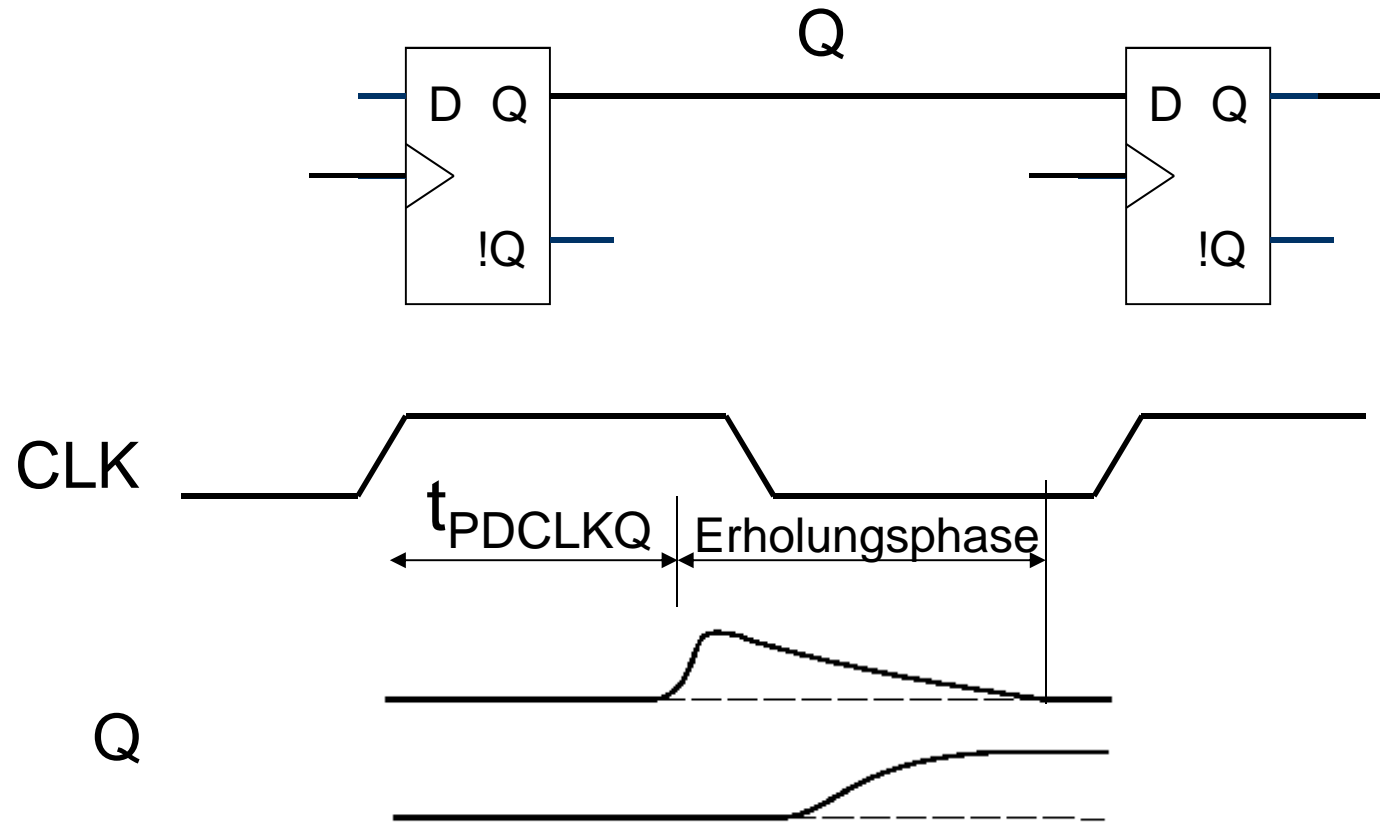 Q
D Q
D Q
!Q
!Q
CLK
tPDCLKQ
Erholungsphase
Q